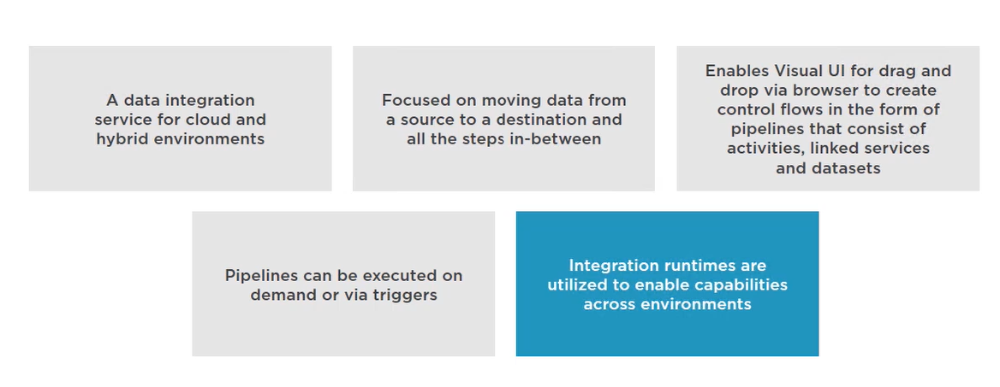 A data integration
service for cloud and
hybrid environments
Focused on moving data from
a source to a destination and
all the steps in-between
Enables Visual UI for drag and
drop via browser to create
control flows in the form of
pipelines that consist of
activities, linked services
and datasets
Pipelines can be executed on
demand or via triggers
Integration runtimes are
utilized to enable capabilities
across environments